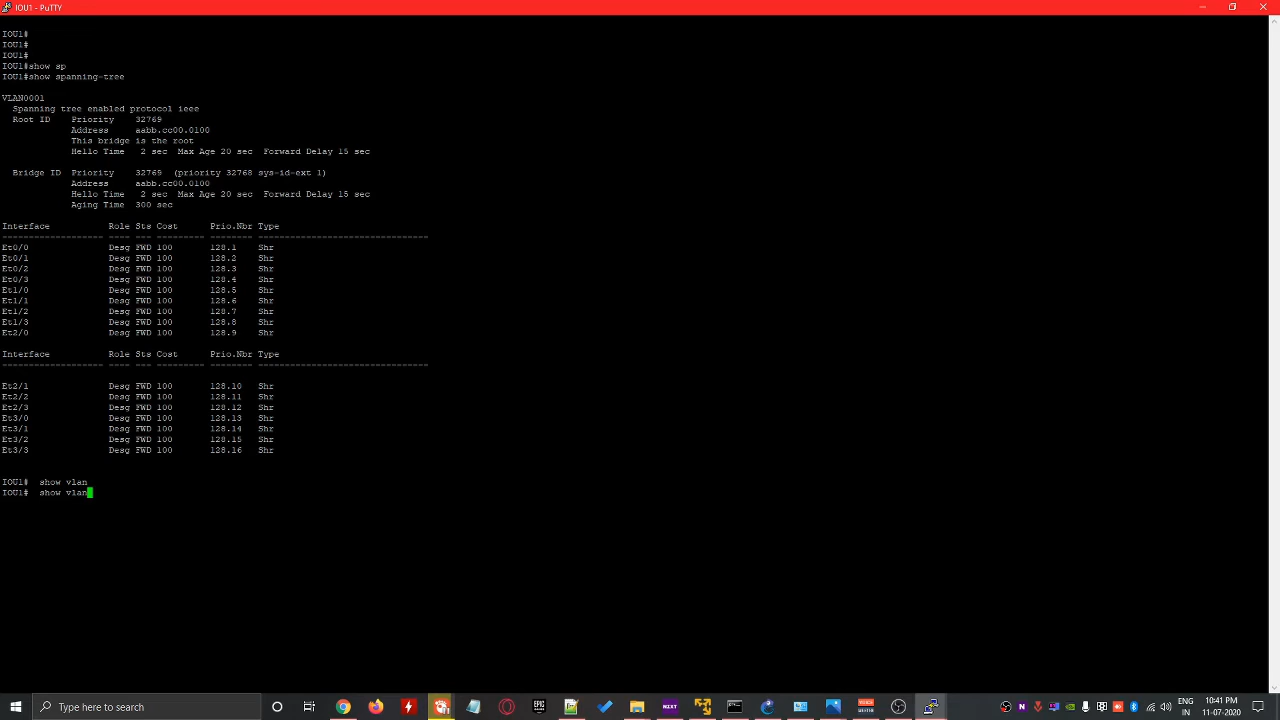 IOU1 - PuTTY
IOU1#
IOU1#
IOU1#
IOU1#show sp
IOU1#show spanning-tree
VLAN0001
  Spanning tree enabled protocol ieee
  Root ID    Priority    32769
             Address     aabb.cc00.0100
             This bridge is the root
             Hello Time   2 sec  Max Age 20 sec  Forward Delay 15 sec
  Bridge ID  Priority    32769  (priority 32768 sys-id-ext 1)
             Address     aabb.cc00.0100
             Hello Time   2 sec  Max Age 20 sec  Forward Delay 15 sec
             Aging Time  300 sec
Interface           Role Sts Cost      Prio.Nbr Type
------------------- ---- --- --------- -------- --------------------------------
Et0/0               Desg FWD 100       128.1    Shr
Et0/1               Desg FWD 100       128.2    Shr
Et0/2               Desg FWD 100       128.3    Shr
Et0/3               Desg FWD 100       128.4    Shr
Et1/0               Desg FWD 100       128.5    Shr
Et1/1               Desg FWD 100       128.6    Shr
Et1/2               Desg FWD 100       128.7    Shr
Et1/3               Desg FWD 100       128.8    Shr
Et2/0               Desg FWD 100       128.9    Shr
Interface           Role Sts Cost      Prio.Nbr Type
------------------- ---- --- --------- -------- --------------------------------
Et2/1               Desg FWD 100       128.10   Shr
Et2/2               Desg FWD 100       128.11   Shr
Et2/3               Desg FWD 100       128.12   Shr
Et3/0               Desg FWD 100       128.13   Shr
Et3/1               Desg FWD 100       128.14   Shr
Et3/2               Desg FWD 100       128.15   Shr
Et3/3               Desg FWD 100       128.16   Shr
IOU1#  show vlan
IOU1#  show vlan
Type here to search
EPIC
ENG
IN
10:41 PM
11-07-2020